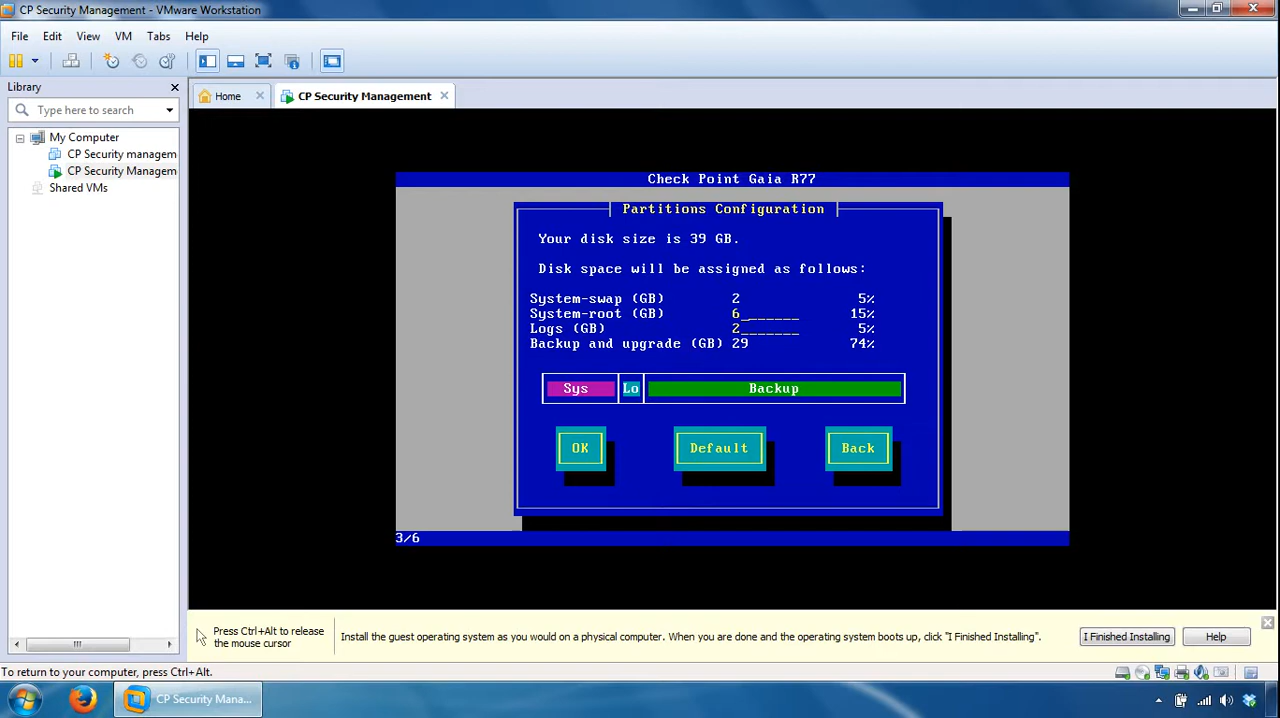 CP Security Management - VMware Workstation
File Edit View VM Tabs Help
Library
Type here to search
My Computer
CP Security managem
CP Security Managem
Shared VMs
Home
CP Security Management
Check Point Gaia R77
Partitions Configuration
Your disk size is 39 GB.
Disk space will be assigned as follows:
System-swap (GB) 2 5%
System-root (GB) 6_______ 15%
Logs (GB) 2_______ 5%
Backup and upgrade (GB) 29 74%
Sys Lo Backup
OK Default Back
3/6
Press Ctrl+Alt to release
the mouse cursor
Install the guest operating system as you would on a physical computer. When you are done and the operating system boots up, click "I Finished Installing".
I Finished Installing
Help
To return to your computer, press Ctrl+Alt.
CP Security Mana...